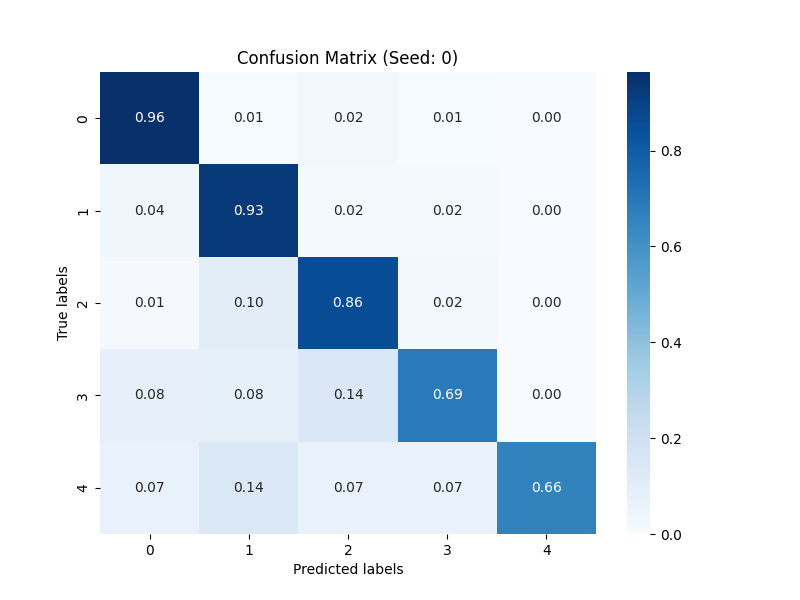 Confusion Matrix (Seed: 0)
0 0.96 0.01 0.02 0.01 0.00
1 0.04 0.93 0.02 0.02 0.00
2 0.01 0.10 0.86 0.02 0.00
3 0.08 0.08 0.14 0.69 0.00
4 0.07 0.14 0.07 0.07 0.66
0 1 2 3 4
Predicted labels
True labels
0.8
0.6
0.4
0.2
0.0